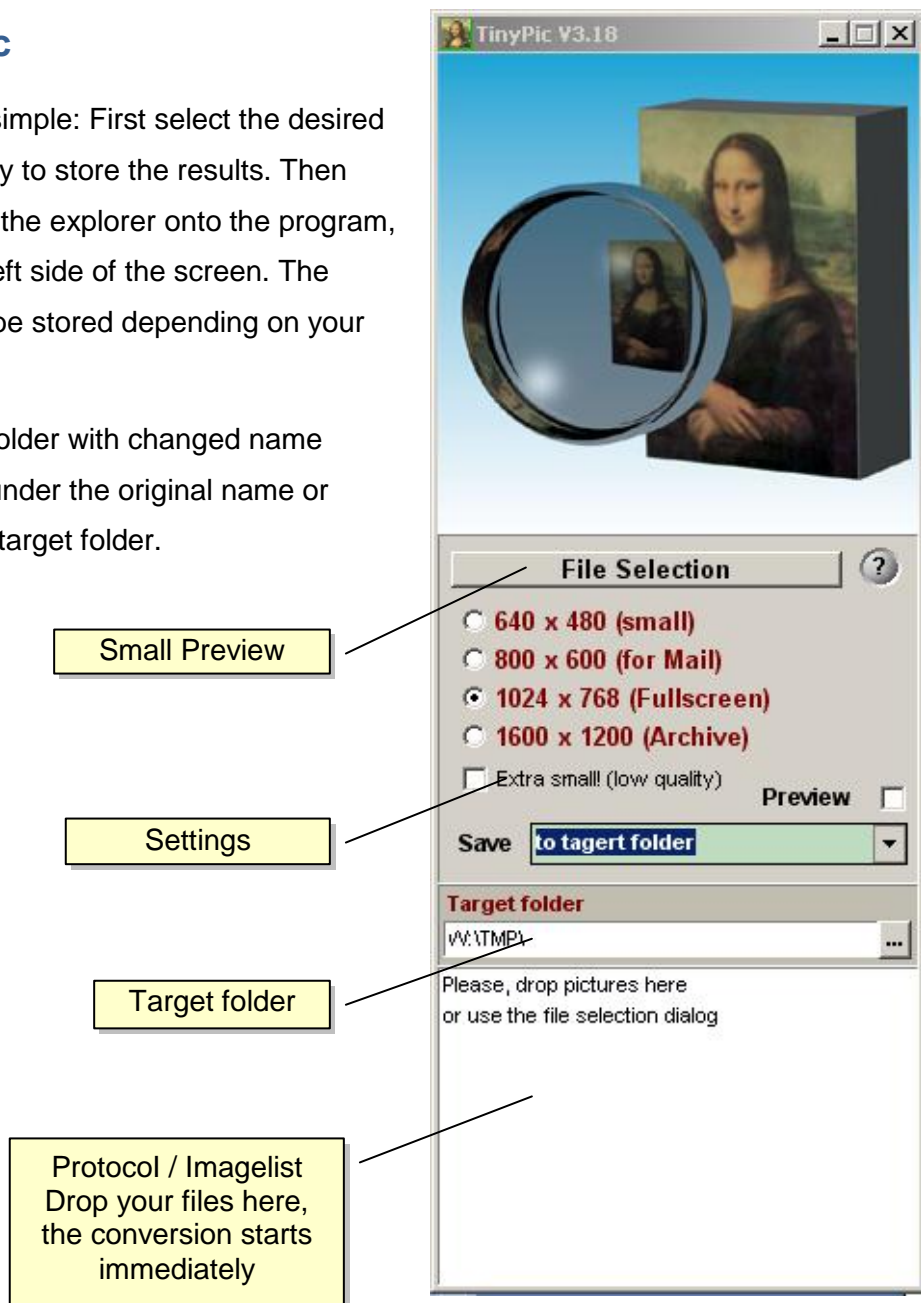 c
simple: First select the desired
y to store the results. Then
the explorer onto the program,
eft side of the screen. The
be stored depending on your
older with changed name
under the original name or
target folder.
Small Preview
Settings
Target folder
Protocol / Imagelist
Drop your files here,
the conversion starts
immediately
TinyPic V3.18
File Selection
?
640 x 480 (small)
800 x 600 (for Mail)
1024 x 768 (Fullscreen)
1600 x 1200 (Archive)
Extra small! (low quality)
Preview
Save to tagert folder
Target folder
W:\TMP\
...
Please, drop pictures here
or use the file selection dialog